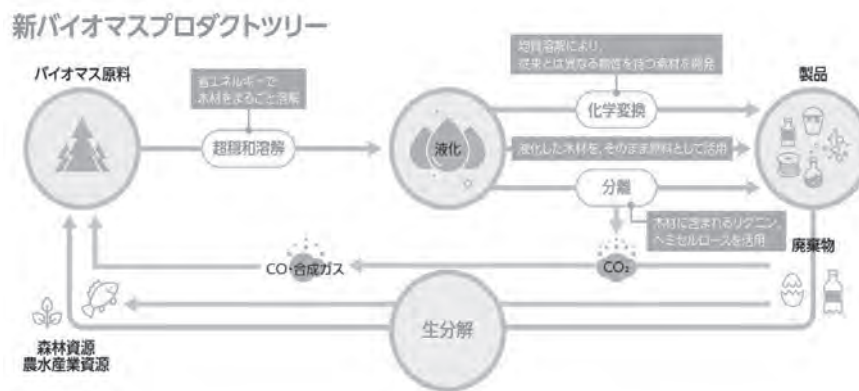 新バイオマスプロダクトツリー
バイオマス原料
省エネルギーで
木材をまるごと溶解
超穏和溶解
液化
均質溶解により、
従来とは異なる物性を持つ素材を開発
化学変換
液化した木材を、そのまま原料として活用
分離
木材に含まれるリグニン、
ヘミセルロースを活用
製品
廃棄物
CO₂
CO・合成ガス
生分解
森林資源
農水産業資源